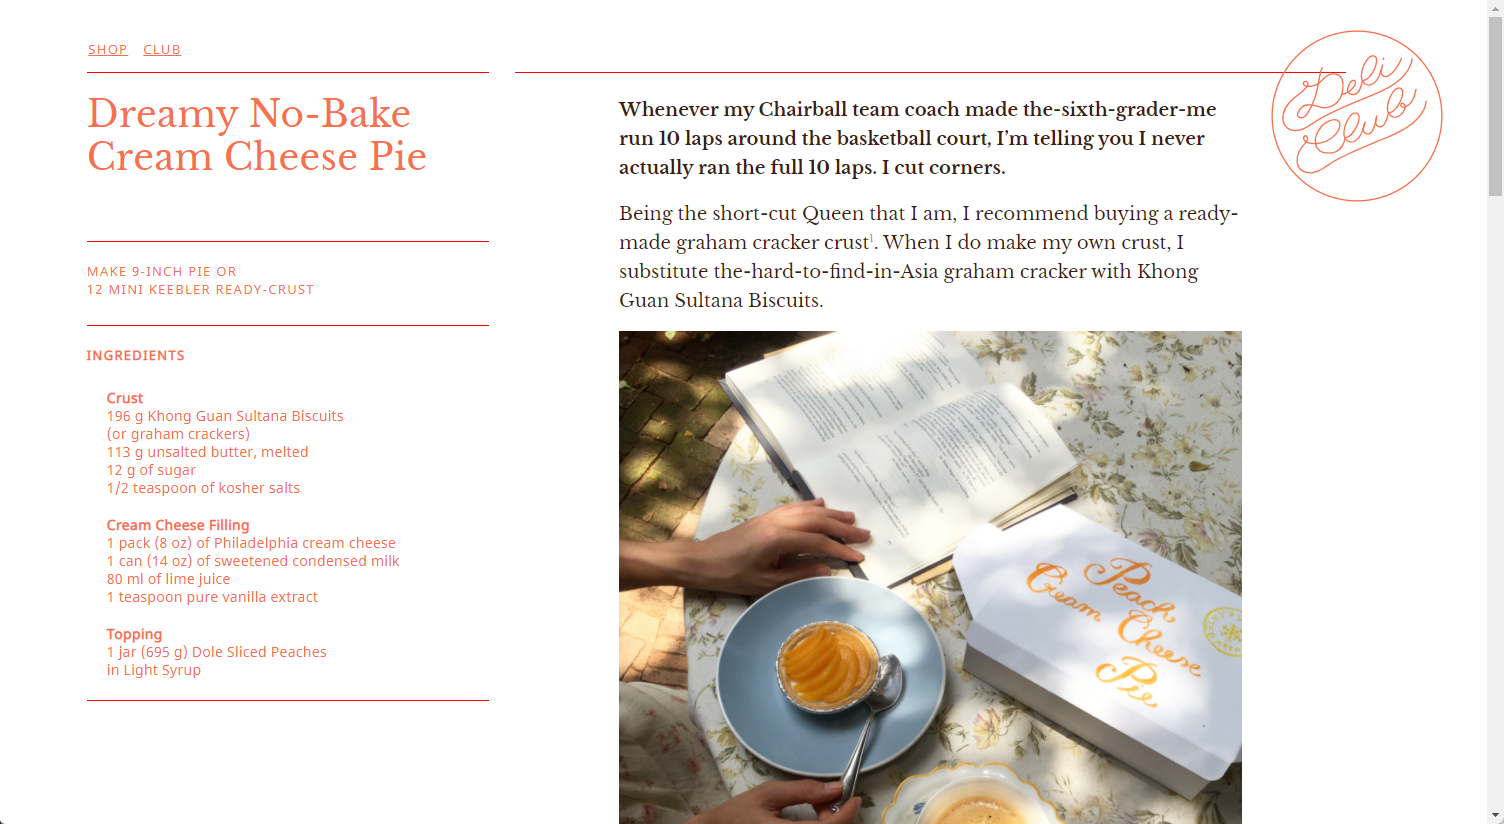 SHOP CLUB
Dreamy No-Bake
Cream Cheese Pie
MAKE 9-INCH PIE OR
12 MINI KEEBLER READY-CRUST
INGREDIENTS
Crust
196 g Khong Guan Sultana Biscuits
(or graham crackers)
113 g unsalted butter, melted
12 g of sugar
1/2 teaspoon of kosher salts
Cream Cheese Filling
1 pack (8 oz) of Philadelphia cream cheese
1 can (14 oz) of sweetened condensed milk
80 ml of lime juice
1 teaspoon pure vanilla extract
Topping
1 jar (695 g) Dole Sliced Peaches
in Light Syrup
Whenever my Chairball team coach made the-sixth-grader-me
run 10 laps around the basketball court, I’m telling you I never
actually ran the full 10 laps. I cut corners.
Being the short-cut Queen that I am, I recommend buying a ready-
made graham cracker crust¹. When I do make my own crust, I
substitute the-hard-to-find-in-Asia graham cracker with Khong
Guan Sultana Biscuits.
Peach
Cream Cheese
Pie
Deli
Club